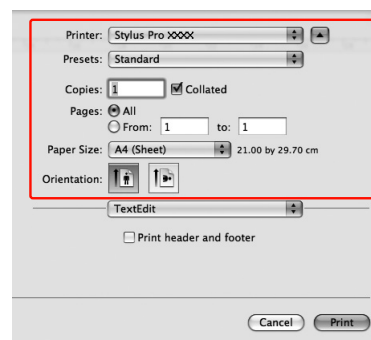 Printer: Stylus Pro XXXX
Presets: Standard
Copies: 1 Collated
Pages: All
From: 1 to: 1
Paper Size: A4 (Sheet) 21.00 by 29.70 cm
Orientation:
TextEdit
Print header and footer
Cancel Print